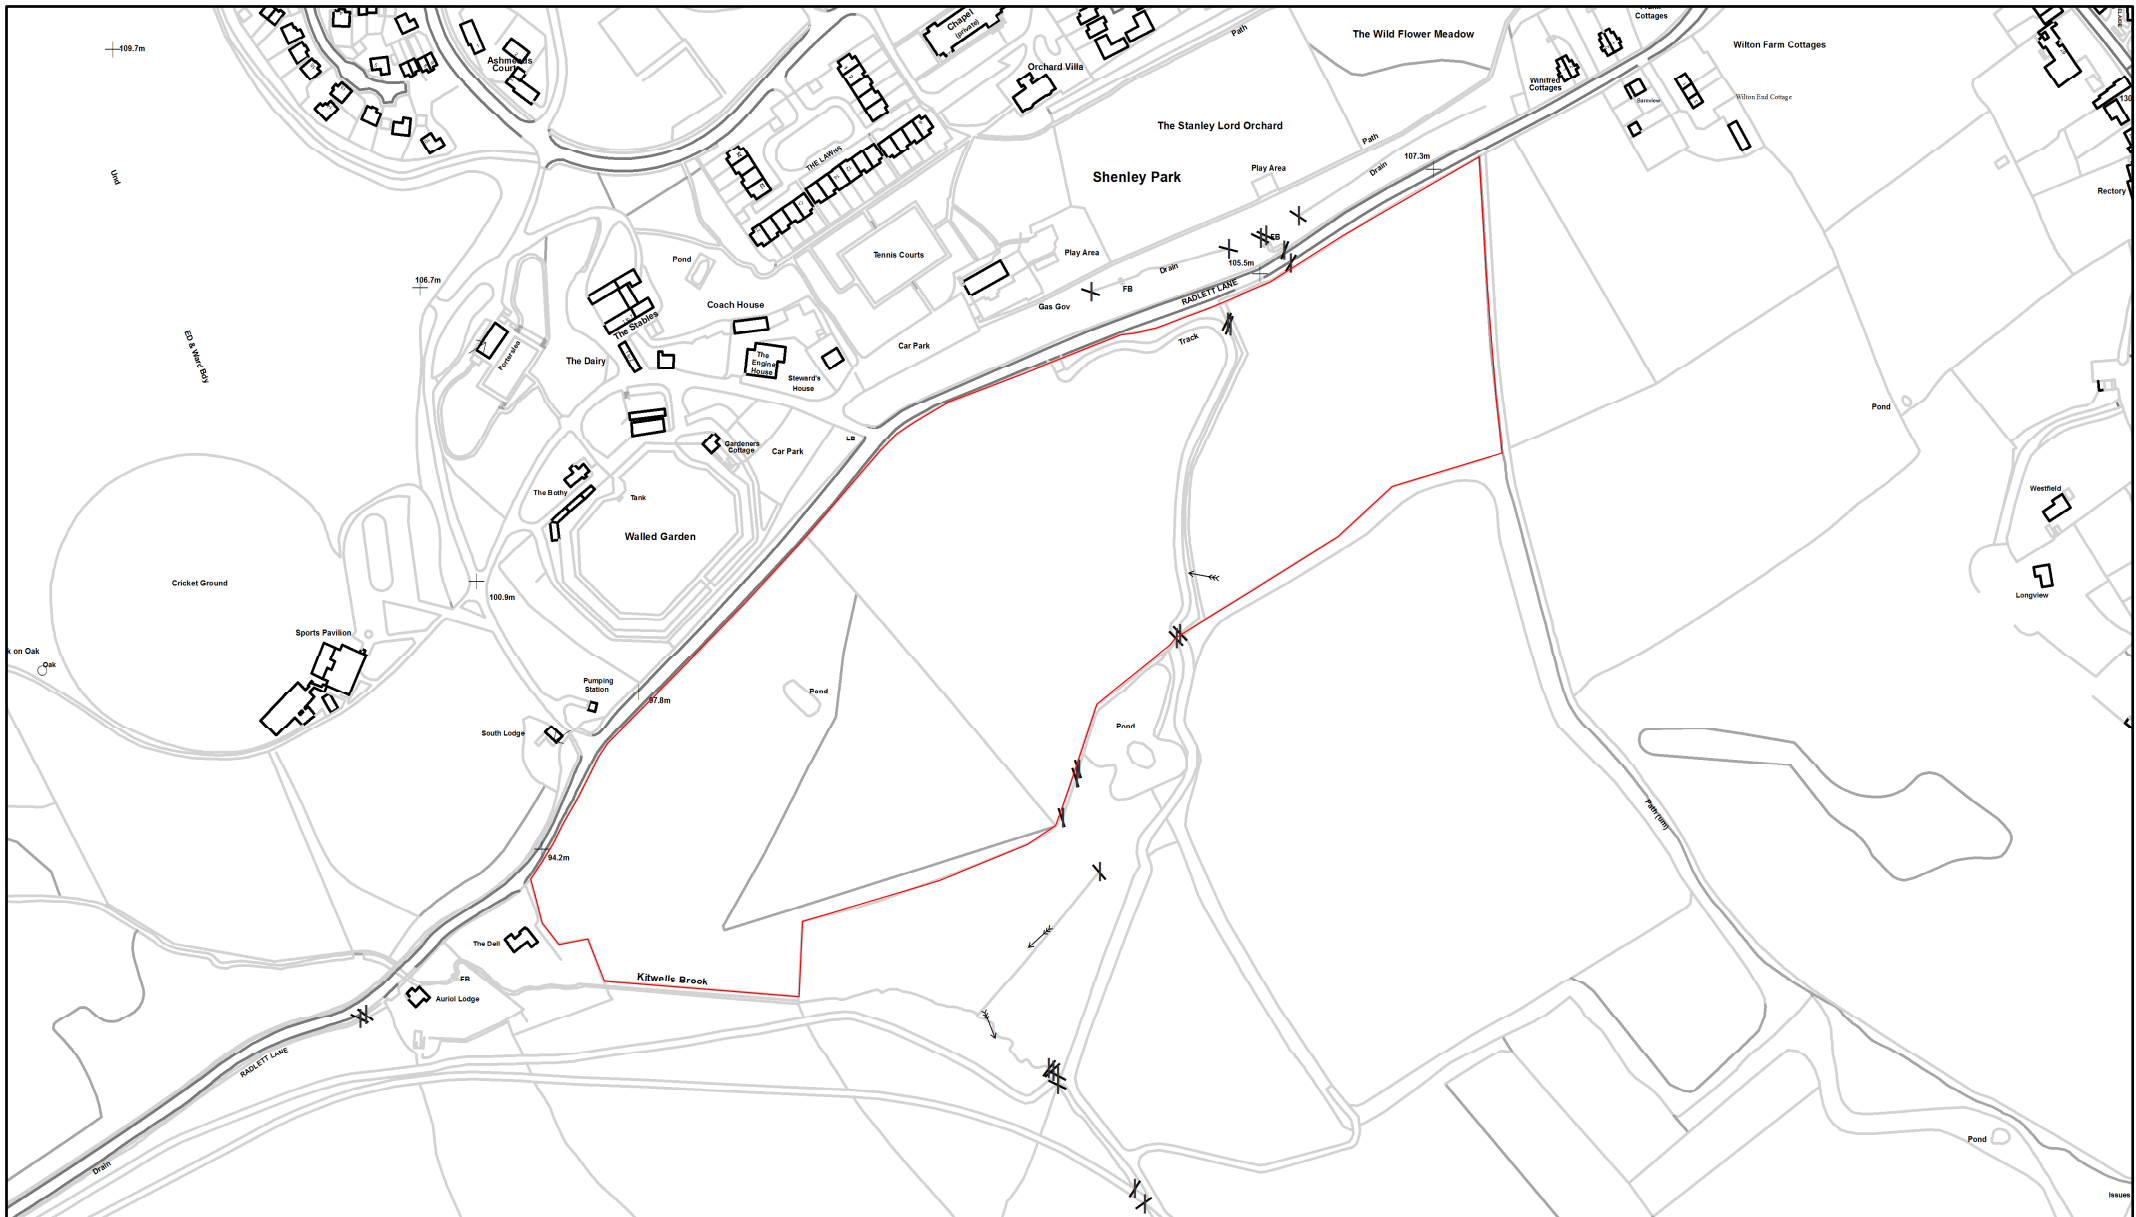 109.7m
Ashmeads
Court
Chapel
(private)
Orchard Villa
Path
The Wild Flower Meadow
Cottages
Wilton Farm Cottages
Winifred
Cottages
Barnview
Wilton End Cottage
130
Und
THE LAWNS
The Stanley Lord Orchard
Path
Shenley Park
Play Area
Drain
107.3m
Rectory
Pond
Tennis Courts
Play Area
FB
105.5m
Drain
106.7m
FB
RADLETT LANE
Gas Gov
Coach House
The Stables
ED & Ward Bdy
Porterslea
The Dairy
The
Engine
House
Steward's
House
Car Park
Track
Pond
Gardeners
Cottage
Car Park
LB
The Bothy
Tank
Walled Garden
Westfield
Cricket Ground
100.9m
Longview
Sports Pavilion
k on Oak
Oak
Pumping
Station
97.8m
Pond
South Lodge
Pond
Path (um)
94.2m
The Dell
FB
Kitwells Brook
Auriol Lodge
RADLETT LANE
Drain
Pond
Issues